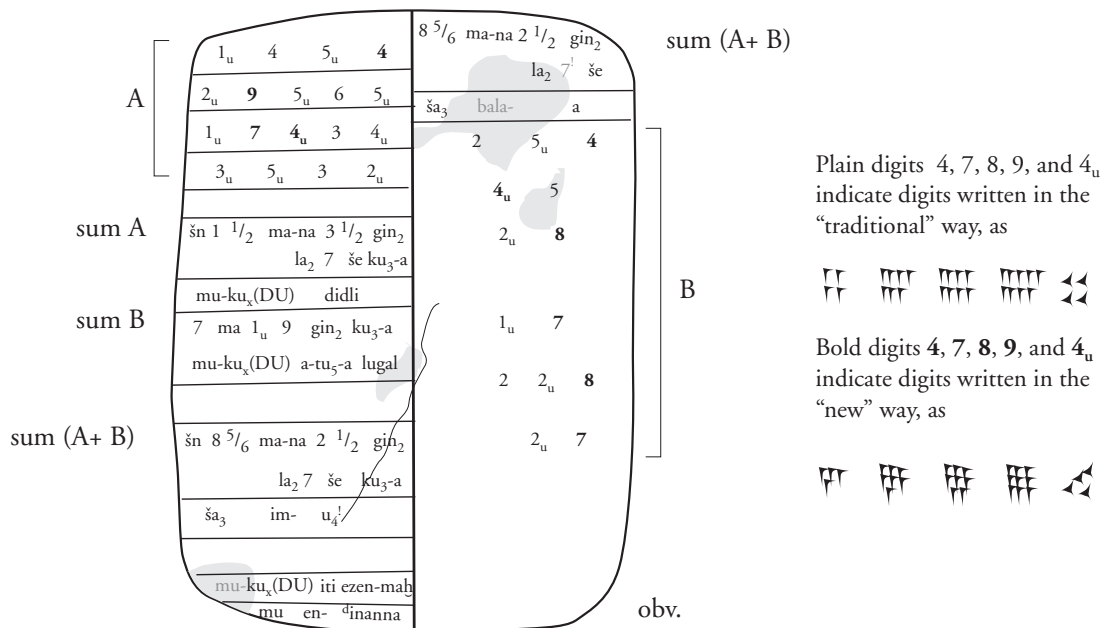 A
1u 4 5u 4
2u 9 5u 6 5u
1u 7 4u 3 4u
3u 5u 3 2u
sum A
šn 1 1/2 ma-na 3 1/2 gin2
la2 7 še ku3-a
mu-kux(DU) didli
sum B
7 ma 1u 9 gin2 ku3-a
mu-kux(DU) a-tu5-a lugal
sum (A+ B)
šn 8 5/6 ma-na 2 1/2 gin2
la2 7 še ku3-a
ša3 im- u4!
mu-kux(DU) iti ezen-maḫ
mu en- dinanna
8 5/6 ma-na 2 1/2 gin2
la2 7! še
sum (A+ B)
ša3 bala- a
2 5u 4
4u 5
2u 8
B
1u 7
2 2u 8
2u 7
obv.
Plain digits 4, 7, 8, 9, and 4u
indicate digits written in the
“traditional” way, as
Bold digits 4, 7, 8, 9, and 4u
indicate digits written in the
“new” way, as